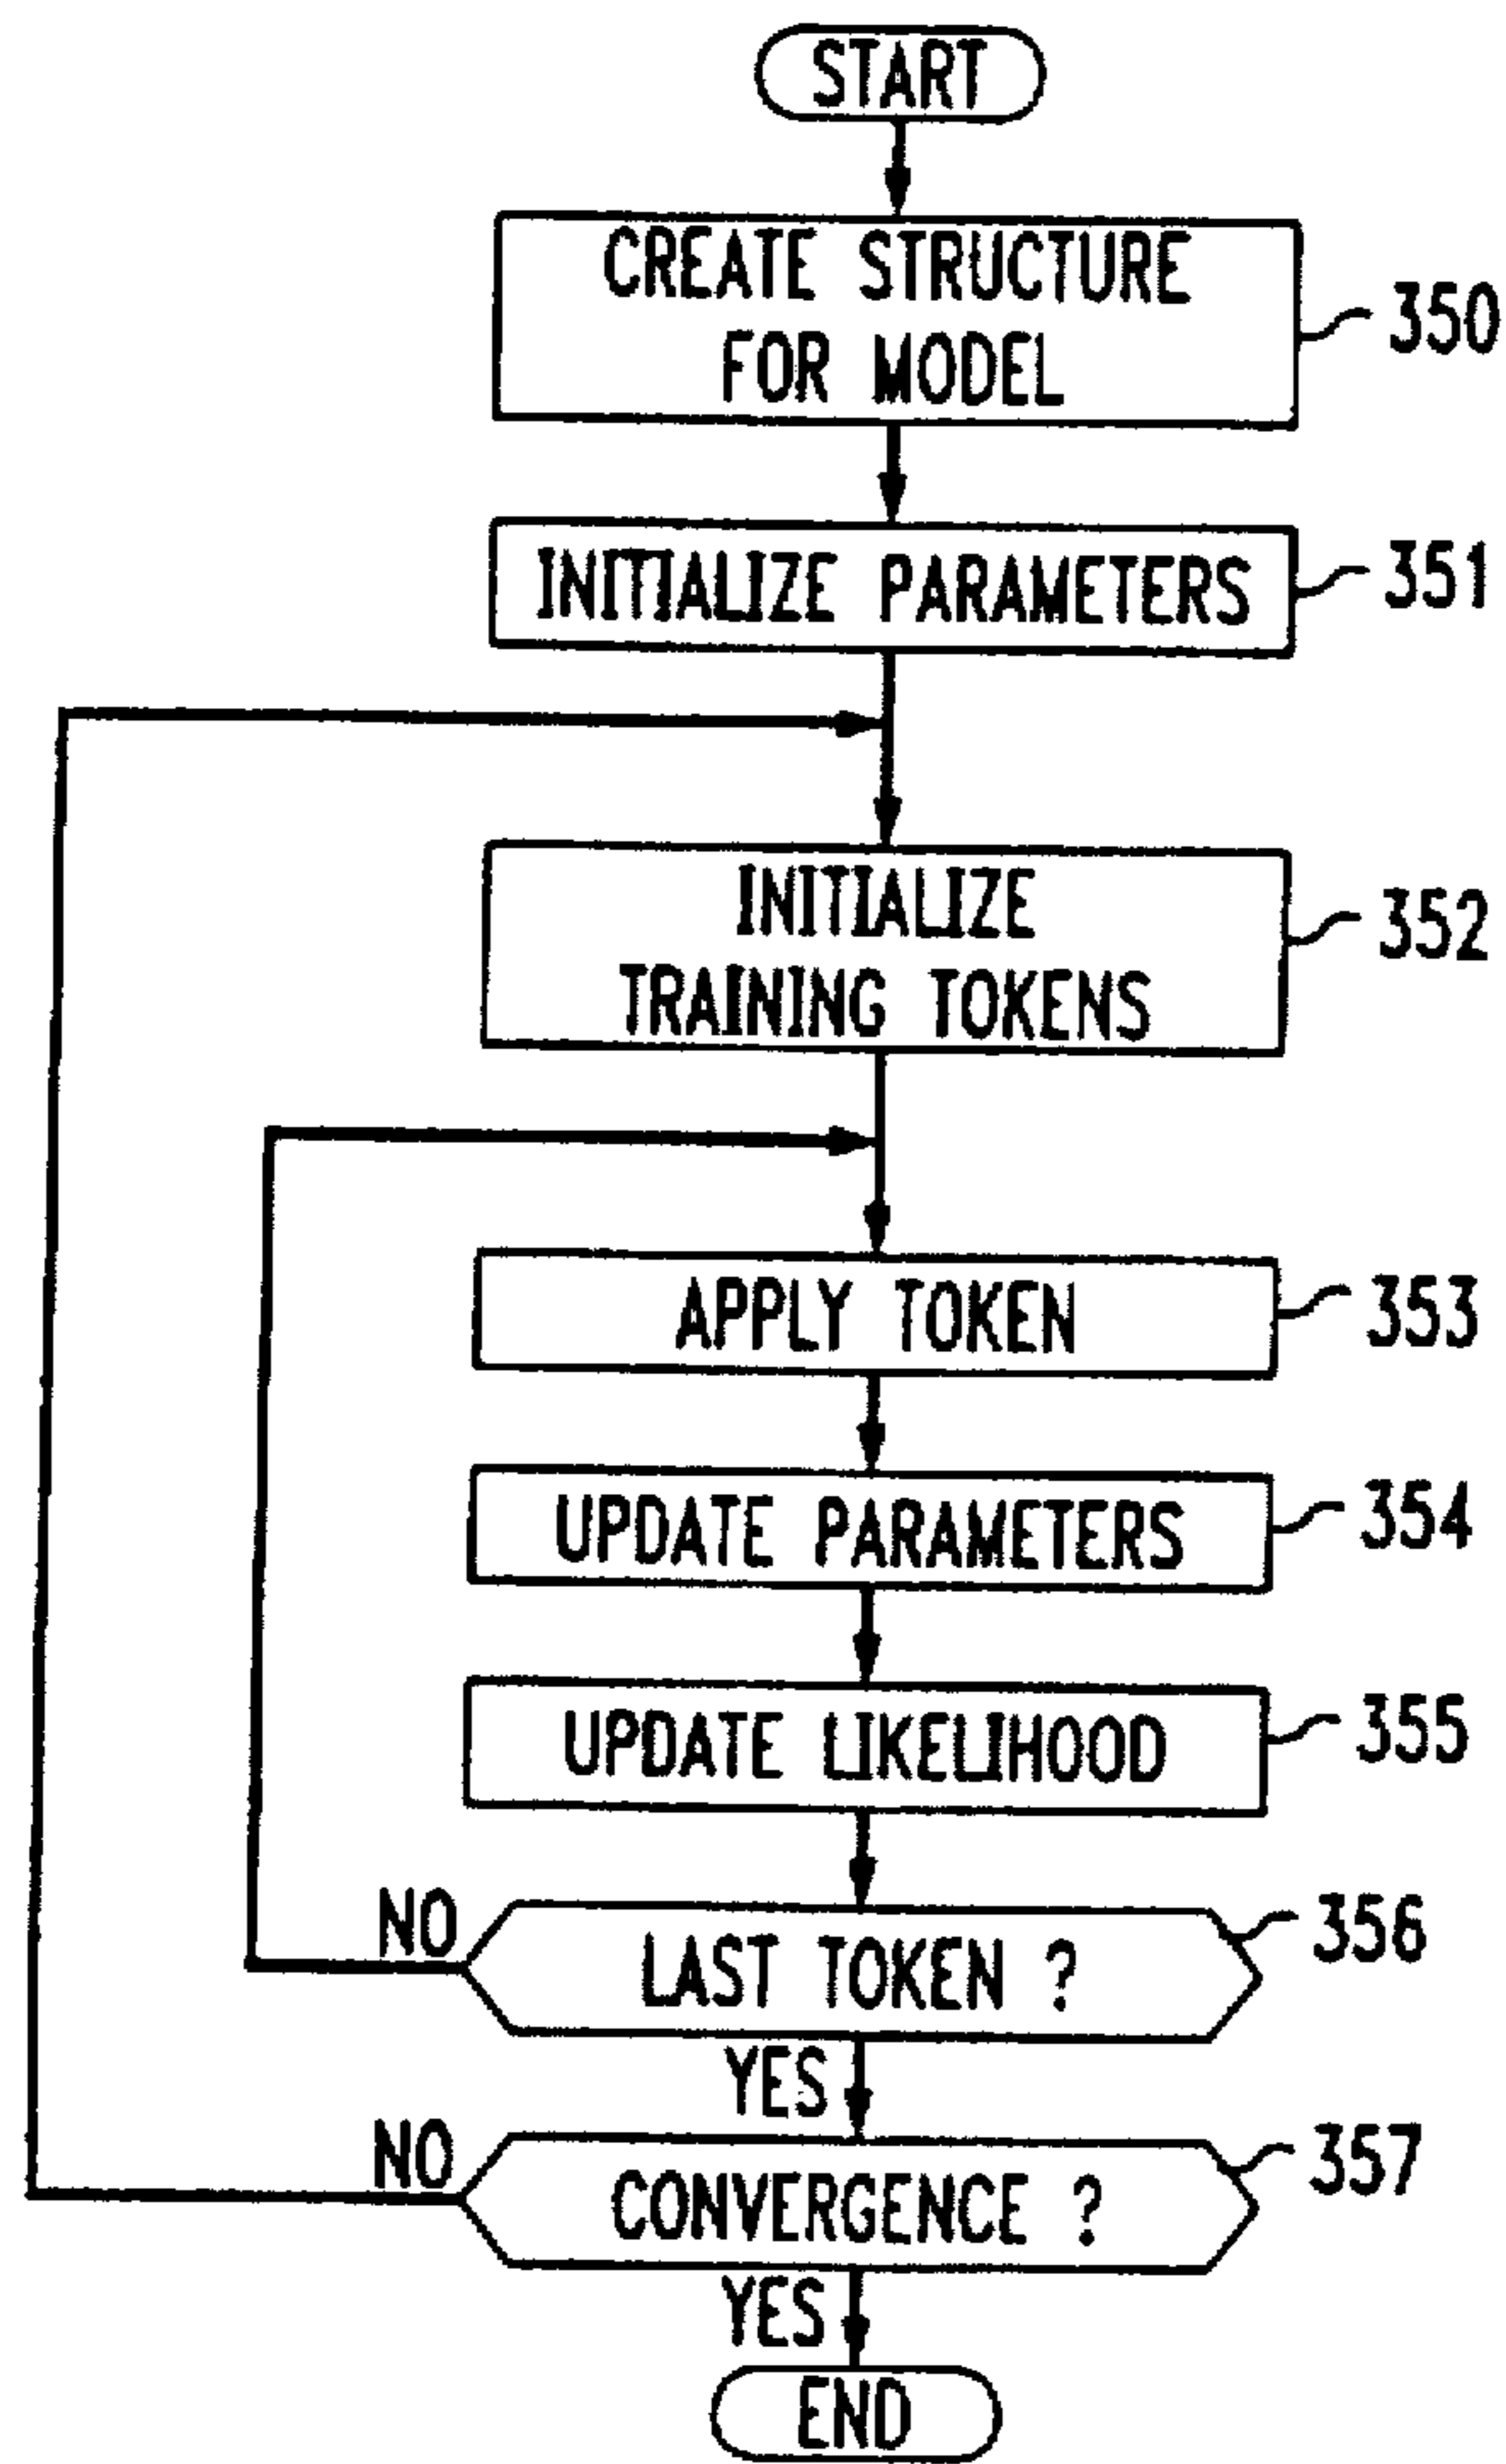 START
CREATE STRUCTURE
FOR MODEL
350
INITIALIZE PARAMETERS
351
INITIALIZE
TRAINING TOKENS
352
APPLY TOKEN
353
UPDATE PARAMETERS
354
UPDATE LIKELIHOOD
355
NO
LAST TOKEN ?
356
YES
NO
CONVERGENCE ?
357
YES
END